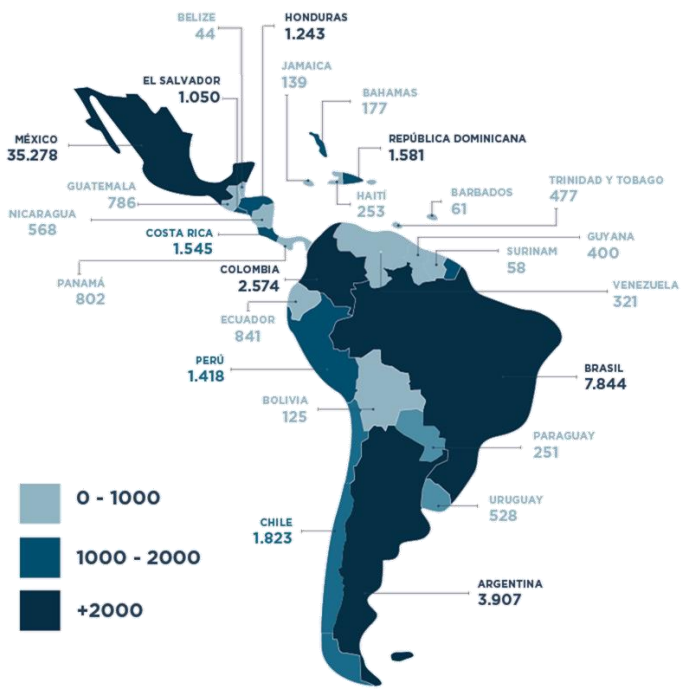 BELIZE
44
HONDURAS
1.243
JAMAICA
139
EL SALVADOR
1.050
BAHAMAS
177
MÉXICO
35.278
REPÚBLICA DOMINICANA
1.581
GUATEMALA
786
HAITÍ
253
BARBADOS
61
TRINIDAD Y TOBAGO
477
NICARAGUA
568
COSTA RICA
1.545
GUYANA
400
SURINAM
58
PANAMÁ
802
COLOMBIA
2.574
VENEZUELA
321
ECUADOR
841
PERÚ
1.418
BRASIL
7.844
BOLIVIA
125
PARAGUAY
251
URUGUAY
528
CHILE
1.823
ARGENTINA
3.907
0 - 1000
1000 - 2000
+2000